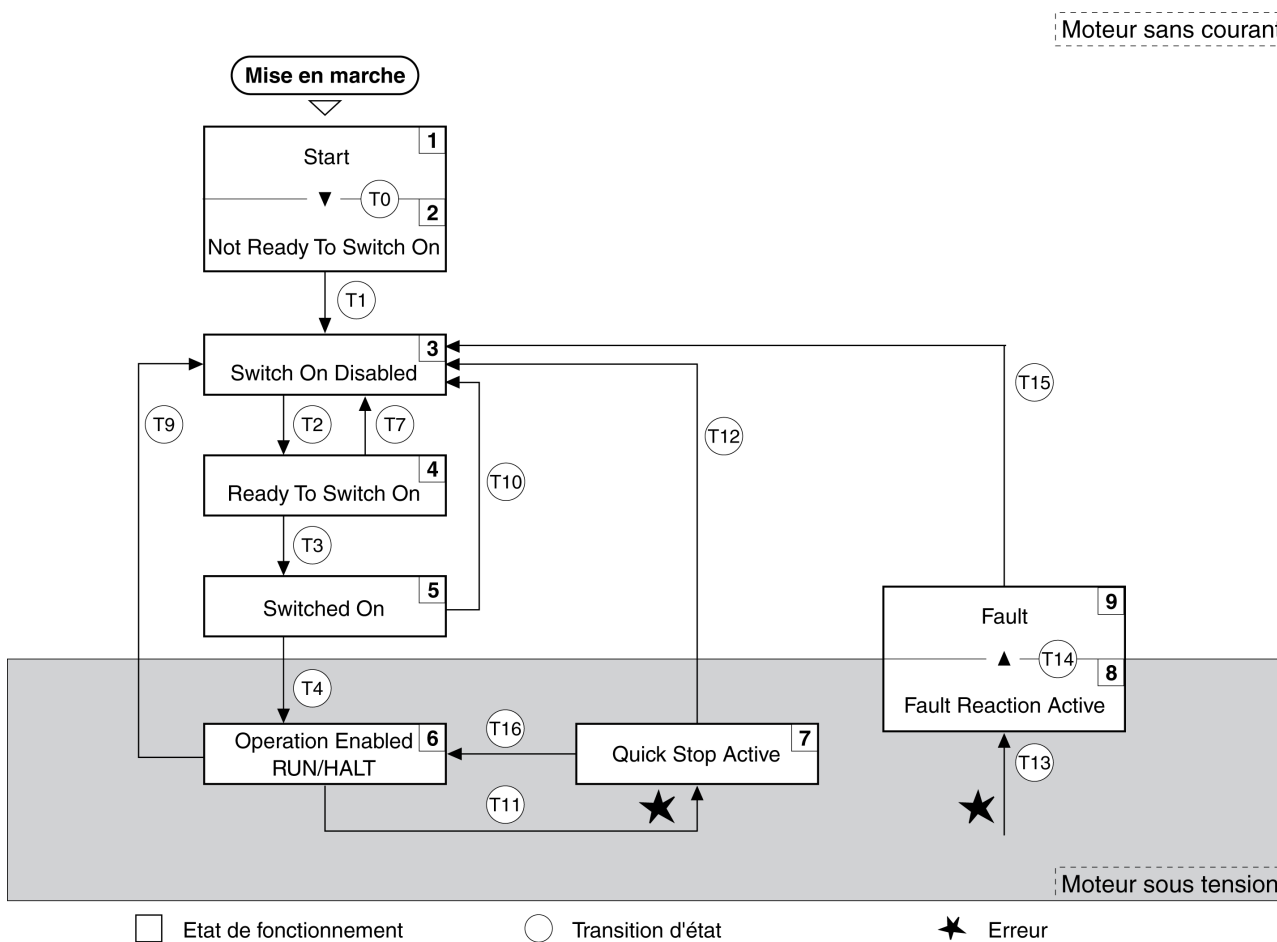 Moteur sans courant
Mise en marche
1
Start
T0
2
Not Ready To Switch On
T1
3
Switch On Disabled
T15
T9
T2
T7
T12
4
Ready To Switch On
T10
T3
5
Switched On
9
Fault
T14
8
Fault Reaction Active
T4
Operation Enabled
RUN/HALT
6
T16
7
Quick Stop Active
T13
T11
Moteur sous tension
Etat de fonctionnement
Transition d'état
Erreur